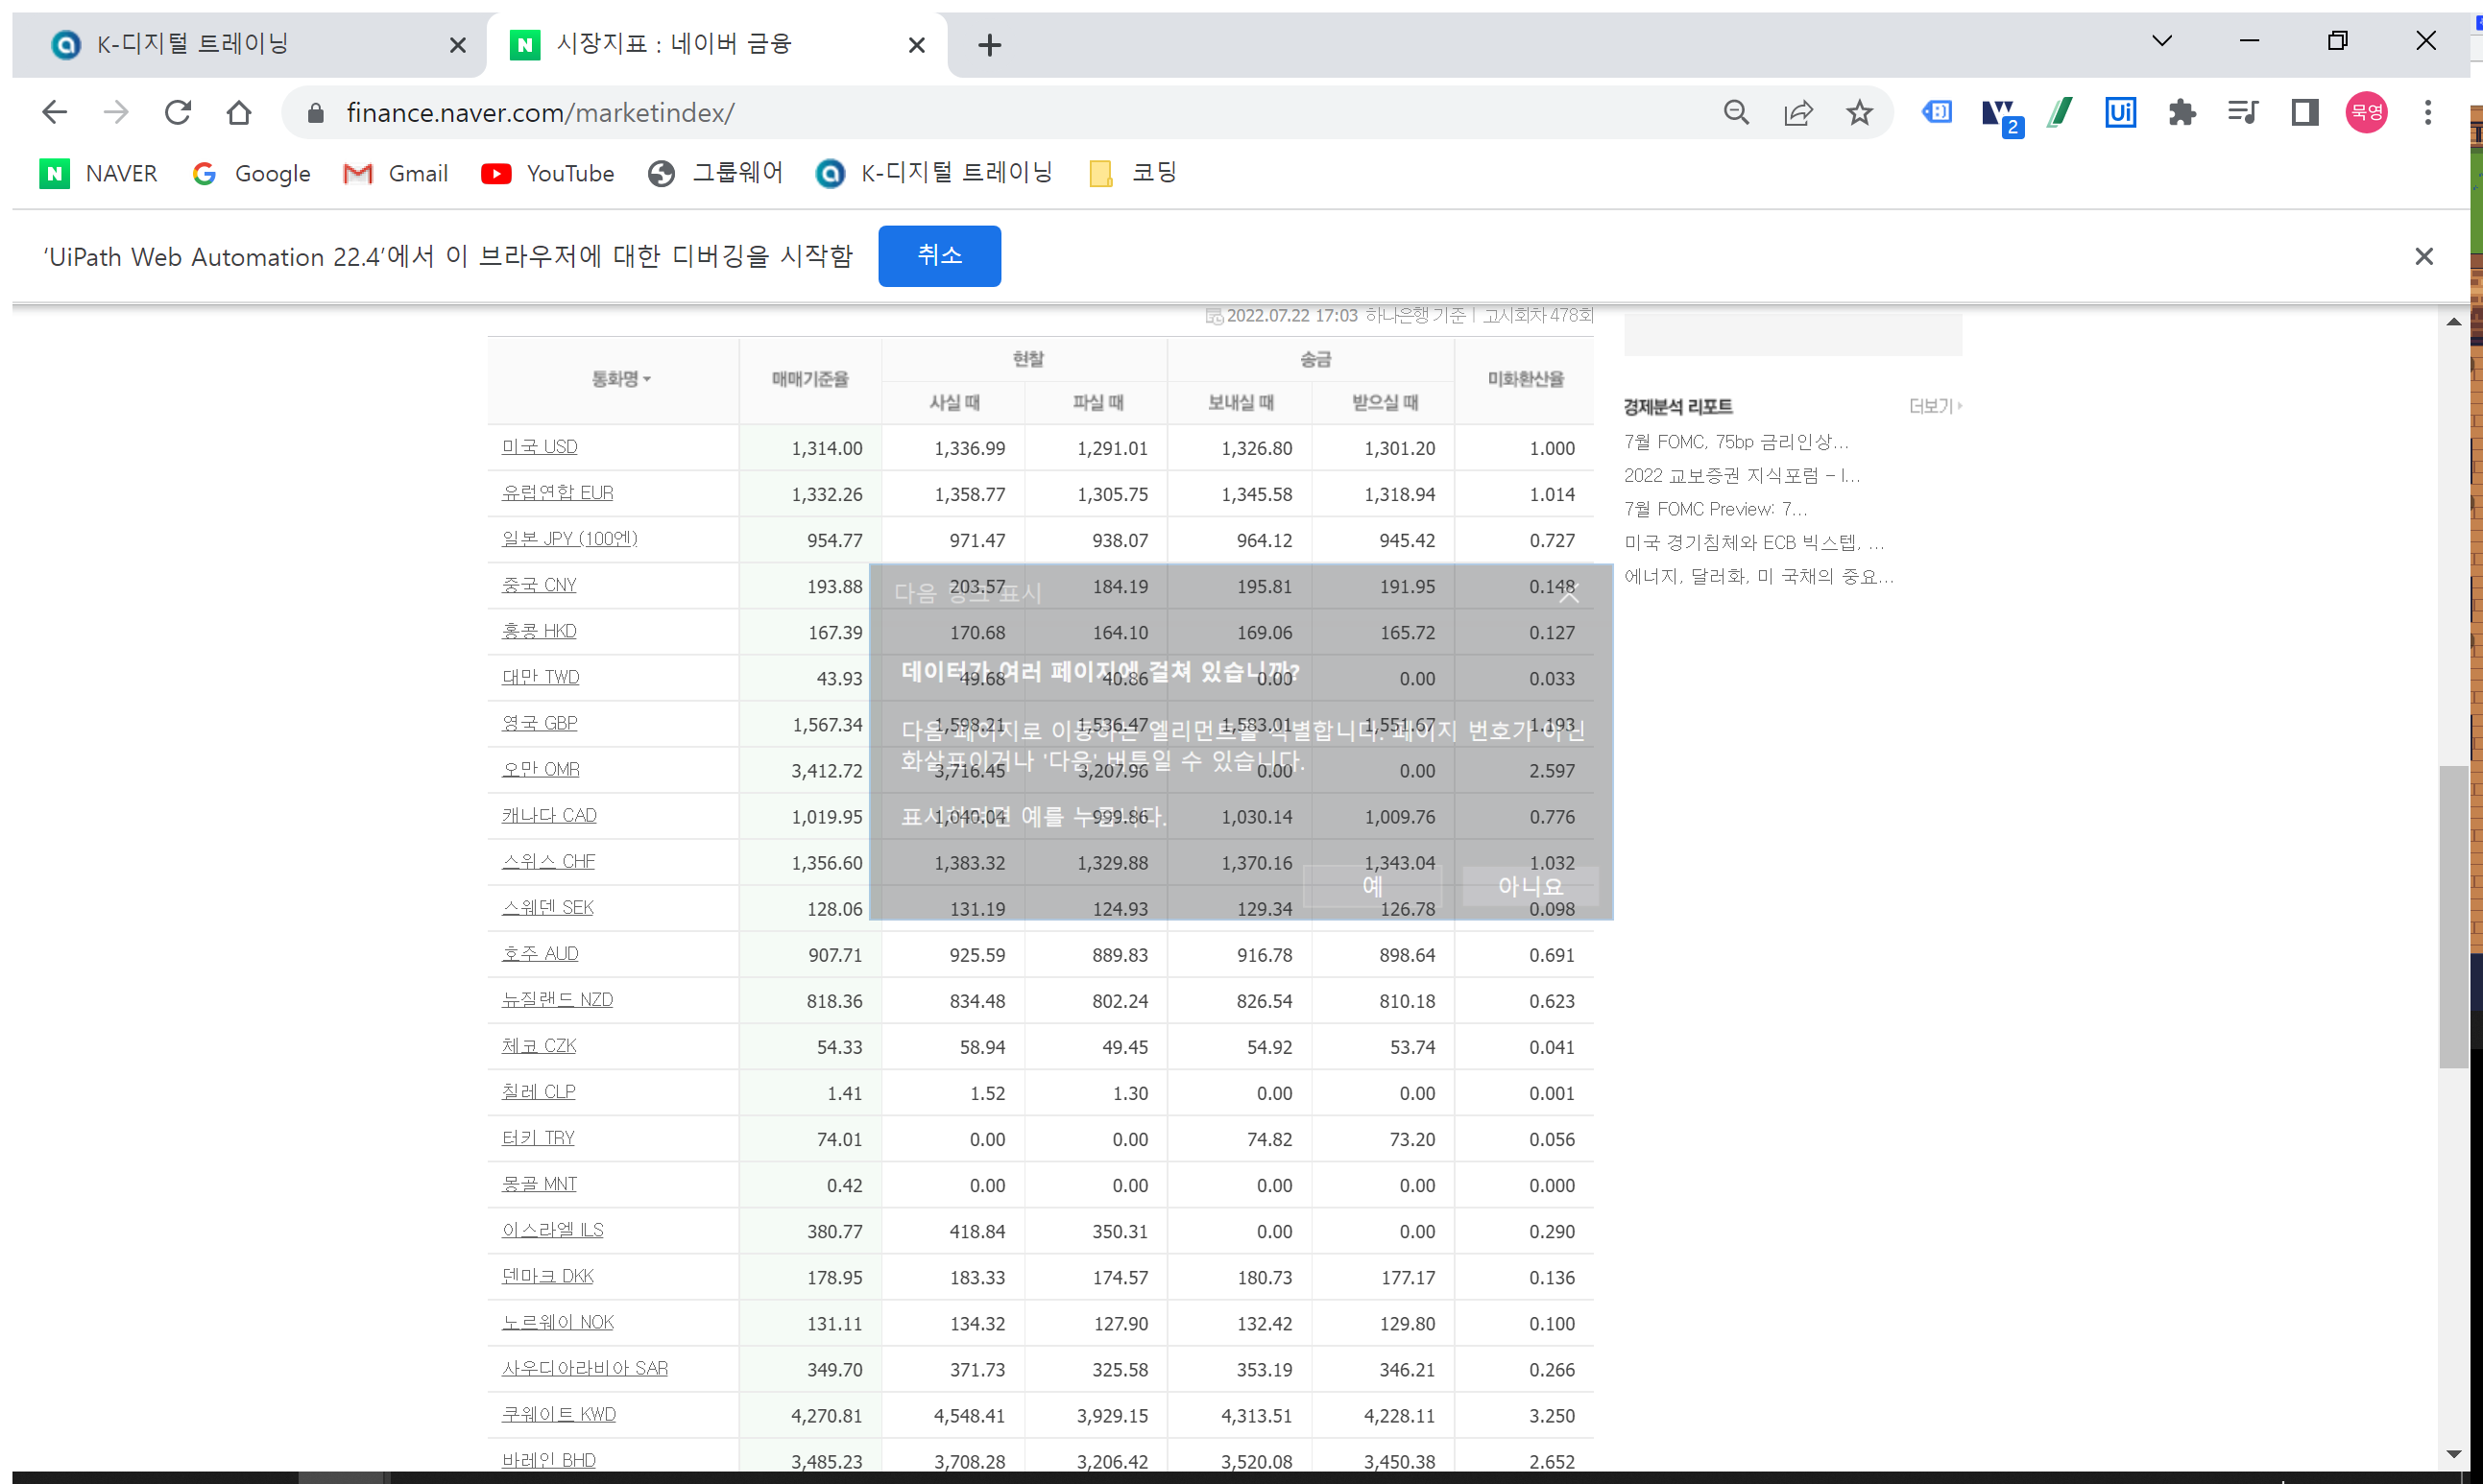 K-디지털 트레이닝
시장지표 : 네이버 금융
finance.naver.com/marketindex/
2
Ui
묵영
NAVER Google Gmail YouTube 그룹웨어 K-디지털 트레이닝 코딩
'UiPath Web Automation 22.4'에서 이 브라우저에 대한 디버깅을 시작함 취소
2022.07.22 17:03 하나은행 기준 | 고시회차 478회
통화명 매매기준율 현찰 송금 미화환산율
사실 때 파실 때 보내실 때 받으실 때
미국 USD 1,314.00 1,336.99 1,291.01 1,326.80 1,301.20 1.000
유럽연합 EUR 1,332.26 1,358.77 1,305.75 1,345.58 1,318.94 1.014
일본 JPY (100엔) 954.77 971.47 938.07 964.12 945.42 0.727
중국 CNY 193.88 203.57 184.19 195.81 191.95 0.148
홍콩 HKD 167.39 170.68 164.10 169.06 165.72 0.127
대만 TWD 43.93 49.68 40.86 0.00 0.00 0.033
영국 GBP 1,567.34 1,598.21 1,536.47 1,583.01 1,551.67 1.193
오만 OMR 3,412.72 3,716.45 3,207.96 0.00 0.00 2.597
캐나다 CAD 1,019.95 1,040.04 999.86 1,030.14 1,009.76 0.776
스위스 CHF 1,356.60 1,383.32 1,329.88 1,370.16 1,343.04 1.032
스웨덴 SEK 128.06 131.19 124.93 129.34 126.78 0.098
호주 AUD 907.71 925.59 889.83 916.78 898.64 0.691
뉴질랜드 NZD 818.36 834.48 802.24 826.54 810.18 0.623
체코 CZK 54.33 58.94 49.45 54.92 53.74 0.041
칠레 CLP 1.41 1.52 1.30 0.00 0.00 0.001
터키 TRY 74.01 0.00 0.00 74.82 73.20 0.056
몽골 MNT 0.42 0.00 0.00 0.00 0.00 0.000
이스라엘 ILS 380.77 418.84 350.31 0.00 0.00 0.290
덴마크 DKK 178.95 183.33 174.57 180.73 177.17 0.136
노르웨이 NOK 131.11 134.32 127.90 132.42 129.80 0.100
사우디아라비아 SAR 349.70 371.73 325.58 353.19 346.21 0.266
쿠웨이트 KWD 4,270.81 4,548.41 3,929.15 4,313.51 4,228.11 3.250
바레인 BHD 3,485.23 3,708.28 3,206.42 3,520.08 3,450.38 2.652
다음 링크 표시
데이터가 여러 페이지에 걸쳐 있습니까?
다음 페이지로 이동하는 엘리먼트를 식별합니다. 페이지 번호가 아닌
화살표이거나 '다음' 버튼일 수 있습니다.
표시하려면 예를 누릅니다.
예 아니요
경제분석 리포트 더보기
7월 FOMC, 75bp 금리인상...
2022 교보증권 지식포럼 – I...
7월 FOMC Preview: 7...
미국 경기침체와 ECB 빅스텝, ...
에너지, 달러화, 미 국채의 중요...